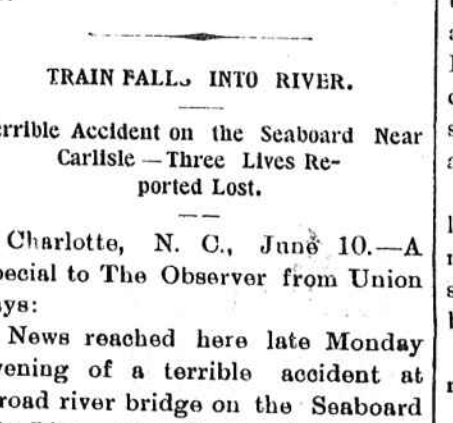 TRAIN FALLS INTO RIVER.
errible Accident on the Seaboard Near
Carlisle — Three Lives Re-
ported Lost.
Charlotte, N. C., June 10.—A
pecial to The Observer from Union
ays:
News reached here late Monday
vening of a terrible accident at
road river bridge on the Seaboard